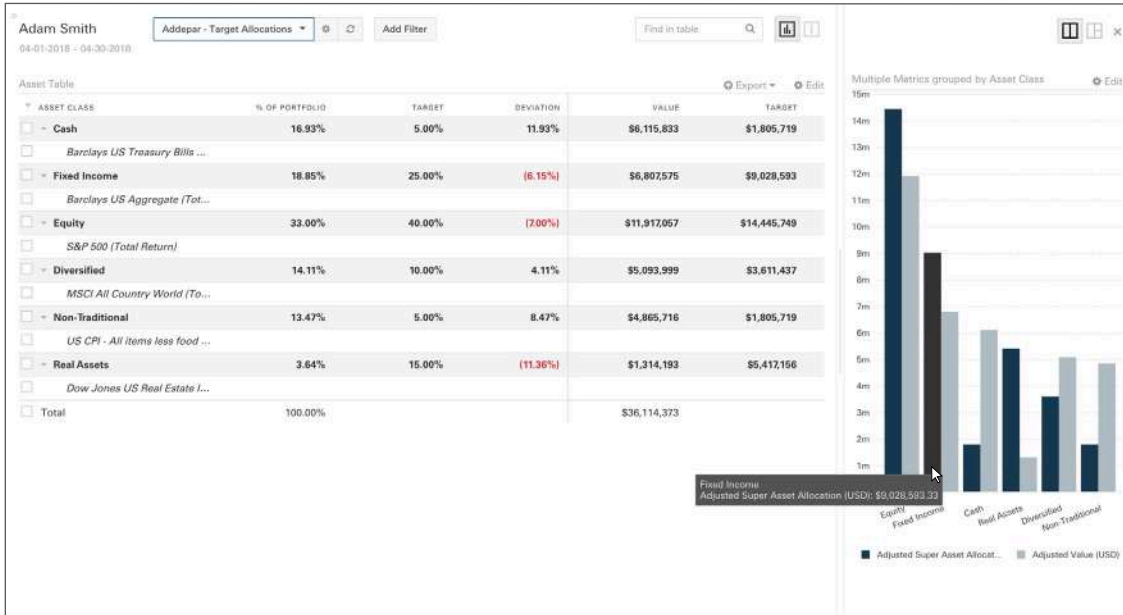 Adam Smith
Addepar - Target Allocations
Add Filter
Find in table
04-01-2018 - 04-30-2018
Asset Table
Export
Edit
ASSET CLASS % OF PORTFOLIO TARGET DEVIATION VALUE TARGET
Cash 16.93% 5.00% 11.93% $6,115,833 $1,805,719
Barclays US Treasury Bills ...
Fixed Income 18.85% 25.00% (6.15%) $6,807,575 $9,028,593
Barclays US Aggregate (Tot...
Equity 33.00% 40.00% (7.00%) $11,917,057 $14,445,749
S&P 500 (Total Return)
Diversified 14.11% 10.00% 4.11% $5,093,999 $3,611,437
MSCI All Country World (To...
Non-Traditional 13.47% 5.00% 8.47% $4,865,716 $1,805,719
US CPI - All items less food ...
Real Assets 3.64% 15.00% (11.36%) $1,314,193 $5,417,156
Dow Jones US Real Estate I...
Total 100.00% $36,114,373
Multiple Metrics grouped by Asset Class
Edit
15m
14m
13m
12m
11m
10m
9m
8m
7m
6m
5m
4m
3m
2m
1m
Fixed Income
Adjusted Super Asset Allocation (USD): $9,028,593.33
Equity
Fixed Income
Cash
Real Assets
Diversified
Non-Traditional
Adjusted Super Asset Allocat...
Adjusted Value (USD)